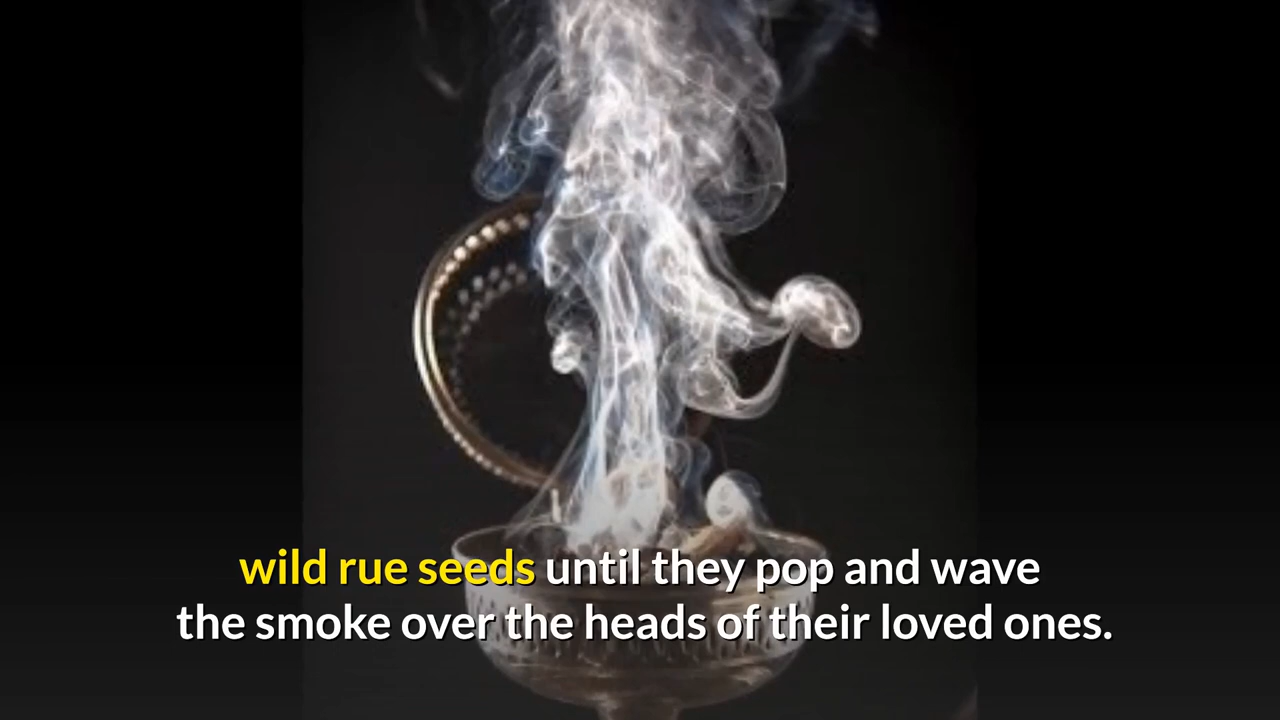 wild rue seeds until they pop and wave
the smoke over the heads of their loved ones.